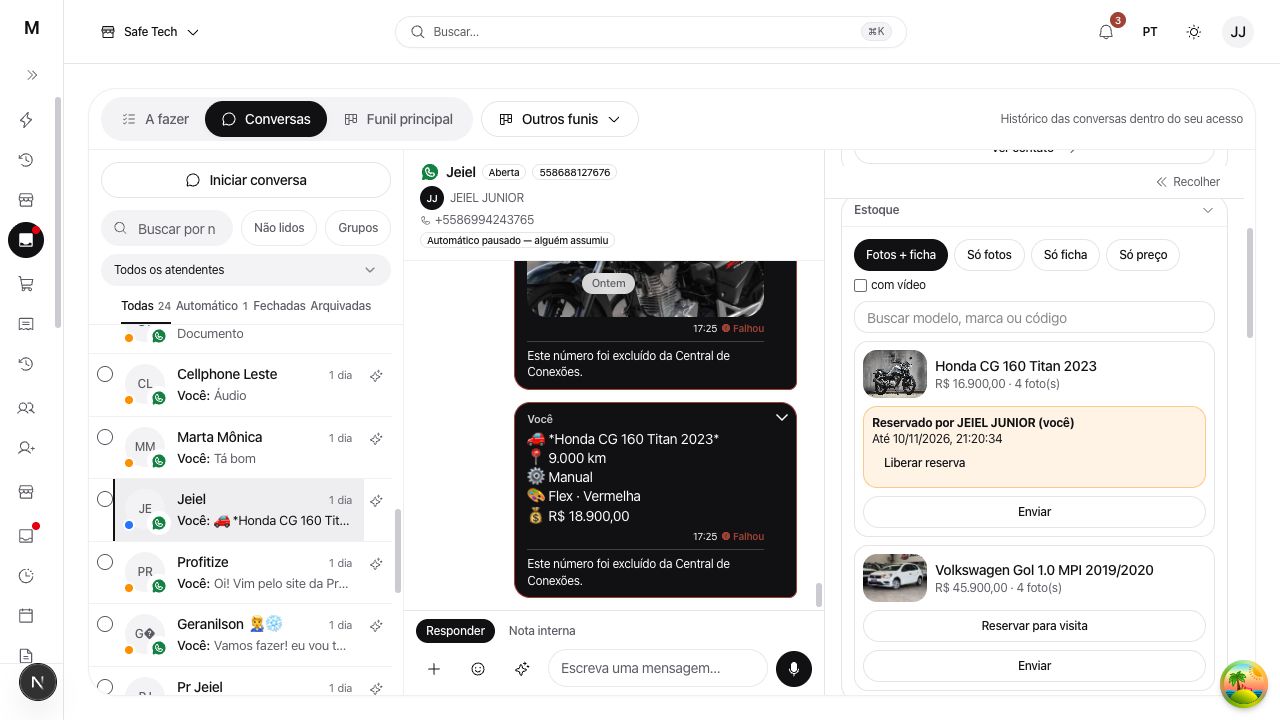 M
Safe Tech
Buscar...
⌘K
3
PT
JJ
A fazer
Conversas
Funil principal
Outros funis
Histórico das conversas dentro do seu acesso
Iniciar conversa
Buscar por n
Não lidos
Grupos
Todos os atendentes
Todas 24
Automático 1
Fechadas
Arquivadas
Documento
CL
Cellphone Leste
1 dia
Você: Áudio
MM
Marta Mônica
1 dia
Você: Tá bom
JE
Jeiel
1 dia
Você: 🚗 *Honda CG 160 Tit...
PR
Profitize
1 dia
Você: Oi! Vim pelo site da Pr...
G�
Geranilson 🤦‍♂️❄️
1 dia
Você: Vamos fazer! eu vou t...
Pr Jeiel
1 dia
N
Jeiel
Aberta
558688127676
JJ
JEIEL JUNIOR
+5586994243765
Automático pausado — alguém assumiu
Ontem
17:25
Falhou
Este número foi excluído da Central de
Conexões.
Você
🚗 *Honda CG 160 Titan 2023*
📍 9.000 km
⚙️ Manual
🎨 Flex · Vermelha
💰 R$ 18.900,00
17:25
Falhou
Este número foi excluído da Central de
Conexões.
Responder
Nota interna
Escreva uma mensagem...
Ver contato
Recolher
Estoque
Fotos + ficha
Só fotos
Só ficha
Só preço
com vídeo
Buscar modelo, marca ou código
Honda CG 160 Titan 2023
R$ 16.900,00 · 4 foto(s)
Reservado por JEIEL JUNIOR (você)
Até 10/11/2026, 21:20:34
Liberar reserva
Enviar
Volkswagen Gol 1.0 MPI 2019/2020
R$ 45.900,00 · 4 foto(s)
Reservar para visita
Enviar